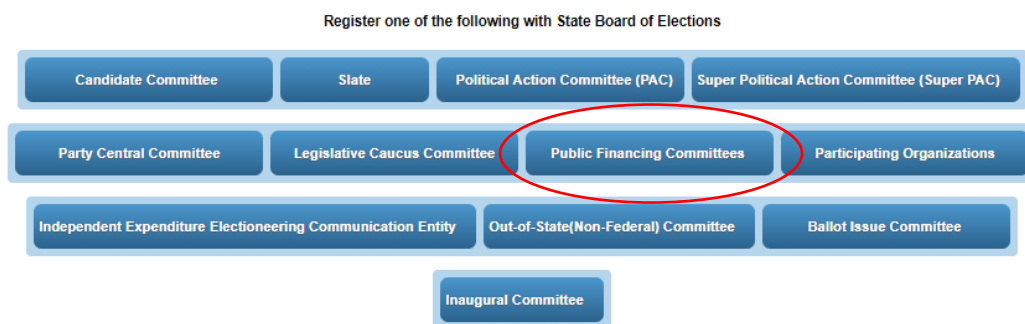 Register one of the following with State Board of Elections
Candidate Committee Slate Political Action Committee (PAC) Super Political Action Committee (Super PAC)
Party Central Committee Legislative Caucus Committee Public Financing Committees Participating Organizations
Independent Expenditure Electioneering Communication Entity Out-of-State(Non-Federal) Committee Ballot Issue Committee
Inaugural Committee